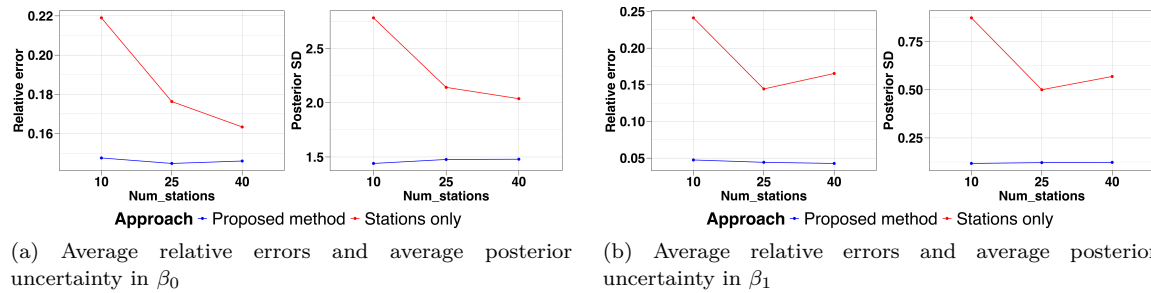 0.22
0.20
0.18
0.16
Relative error
10 25 40
Num_stations
2.5
2.0
1.5
Posterior SD
10 25 40
Num_stations
Approach Proposed method Stations only
(a) Average relative errors and average posterior
uncertainty in β0
0.25
0.20
0.15
0.10
0.05
Relative error
10 25 40
Num_stations
0.75
0.50
0.25
Posterior SD
10 25 40
Num_stations
Approach Proposed method Stations only
(b) Average relative errors and average posterior
uncertainty in β1